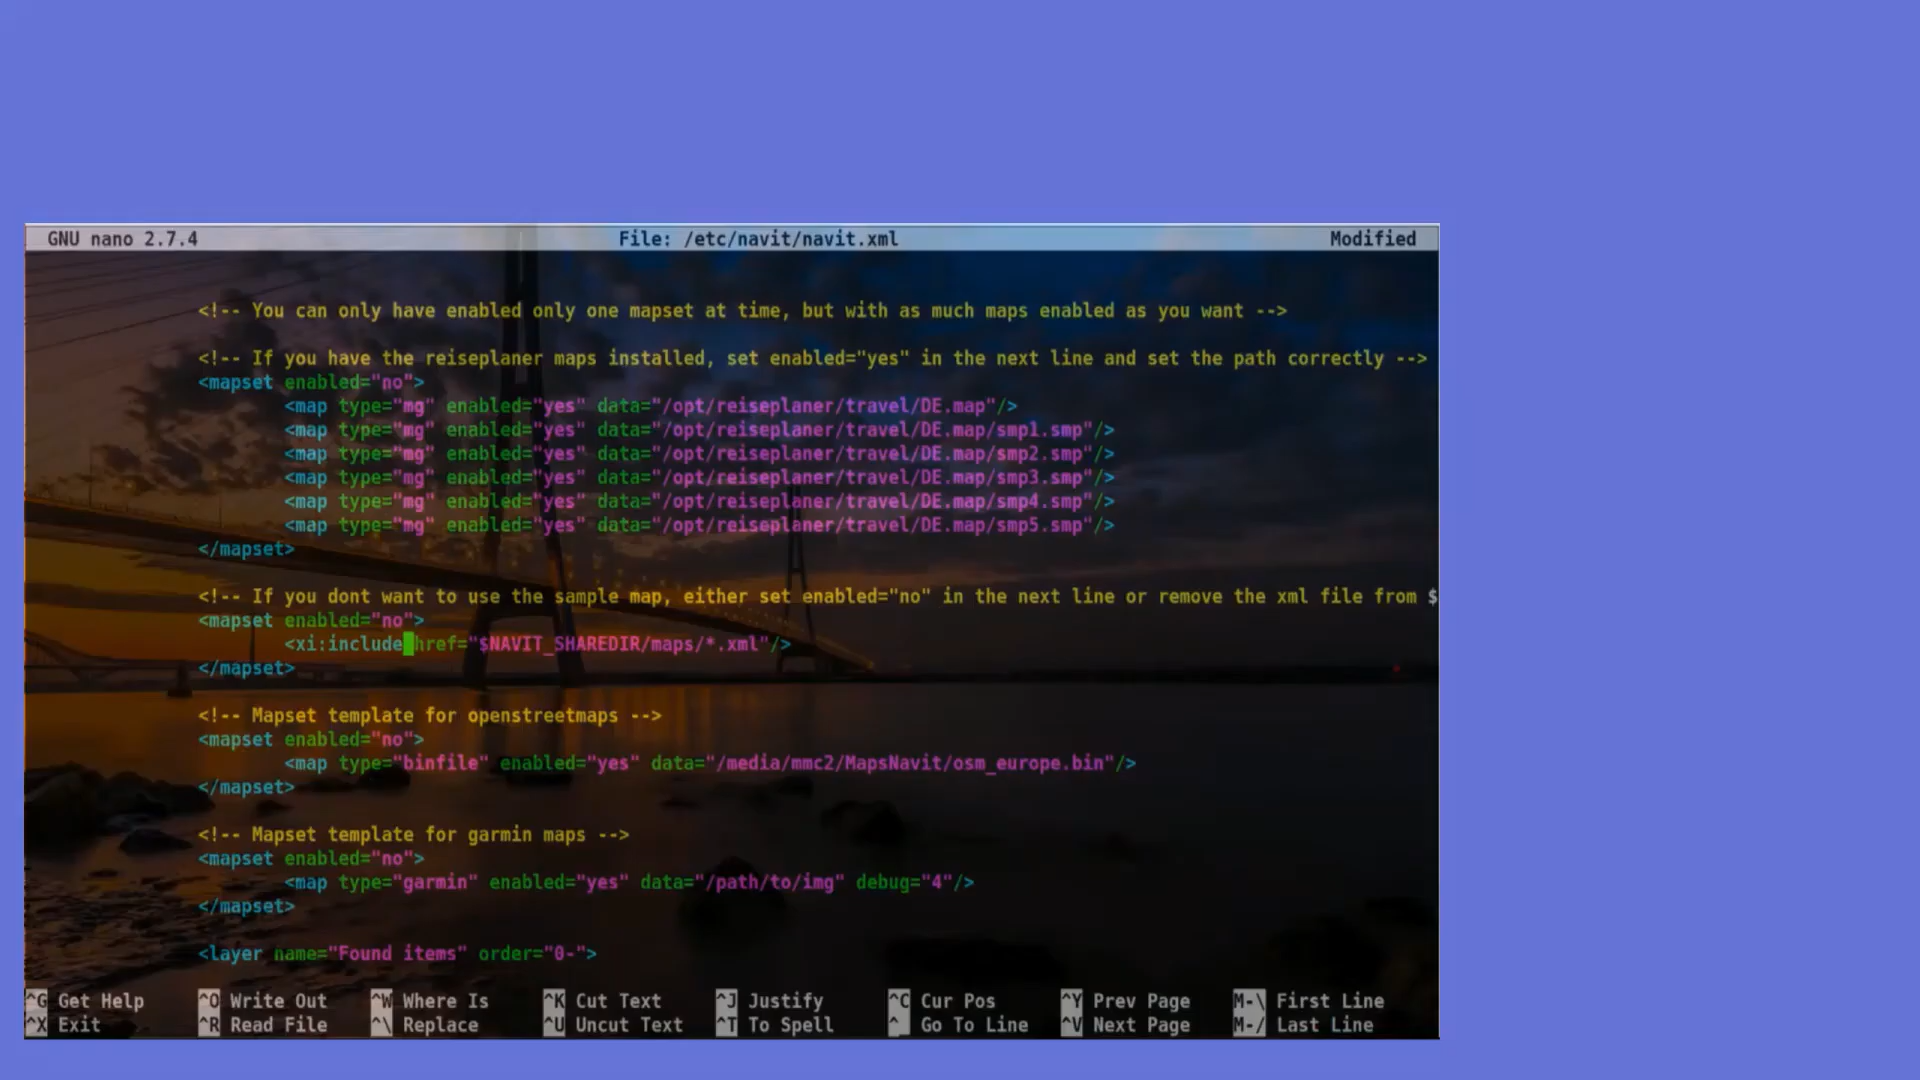 GNU nano 2.7.4 File: /etc/navit/navit.xml Modified
<!-- You can only have enabled only one mapset at time, but with as much maps enabled as you want -->
<!-- If you have the reiseplaner maps installed, set enabled="yes" in the next line and set the path correctly -->
<mapset enabled="no">
<map type="mg" enabled="yes" data="/opt/reiseplaner/travel/DE.map"/>
<map type="mg" enabled="yes" data="/opt/reiseplaner/travel/DE.map/smp1.smp"/>
<map type="mg" enabled="yes" data="/opt/reiseplaner/travel/DE.map/smp2.smp"/>
<map type="mg" enabled="yes" data="/opt/reiseplaner/travel/DE.map/smp3.smp"/>
<map type="mg" enabled="yes" data="/opt/reiseplaner/travel/DE.map/smp4.smp"/>
<map type="mg" enabled="yes" data="/opt/reiseplaner/travel/DE.map/smp5.smp"/>
</mapset>
<!-- If you dont want to use the sample map, either set enabled="no" in the next line or remove the xml file from $
<mapset enabled="no">
<xi:include href="$NAVIT_SHAREDIR/maps/*.xml"/>
</mapset>
<!-- Mapset template for openstreetmaps -->
<mapset enabled="no">
<map type="binfile" enabled="yes" data="/media/mmc2/MapsNavit/osm_europe.bin"/>
</mapset>
<!-- Mapset template for garmin maps -->
<mapset enabled="no">
<map type="garmin" enabled="yes" data="/path/to/img" debug="4"/>
</mapset>
<layer name="Found items" order="0-">
^G Get Help ^O Write Out ^W Where Is ^K Cut Text ^J Justify ^C Cur Pos ^Y Prev Page M-\ First Line
^X Exit ^R Read File ^\ Replace ^U Uncut Text ^T To Spell ^_ Go To Line ^V Next Page M-/ Last Line